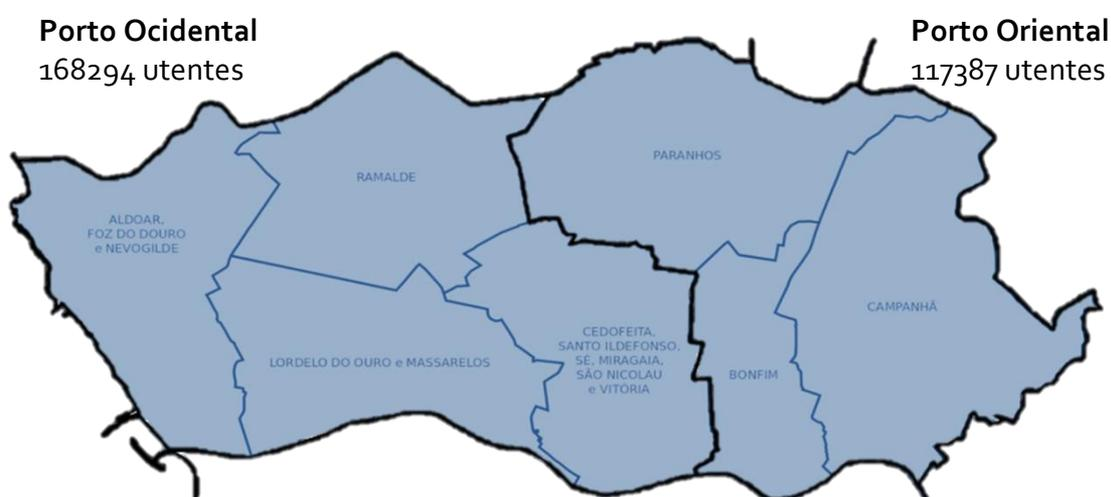 Porto Ocidental
168294 utentes
Porto Oriental
117387 utentes
PARANHOS
RAMALDE
ALDOAR,
FOZ DO DOURO
e NEVOGILDE
CAMPANHÃ
CEDOFEITA,
SANTO ILDEFONSO,
SÉ, MIRAGAIA,
SÃO NICOLAU
e VITÓRIA
LORDELO DO OURO e MASSARELOS
BONFIM